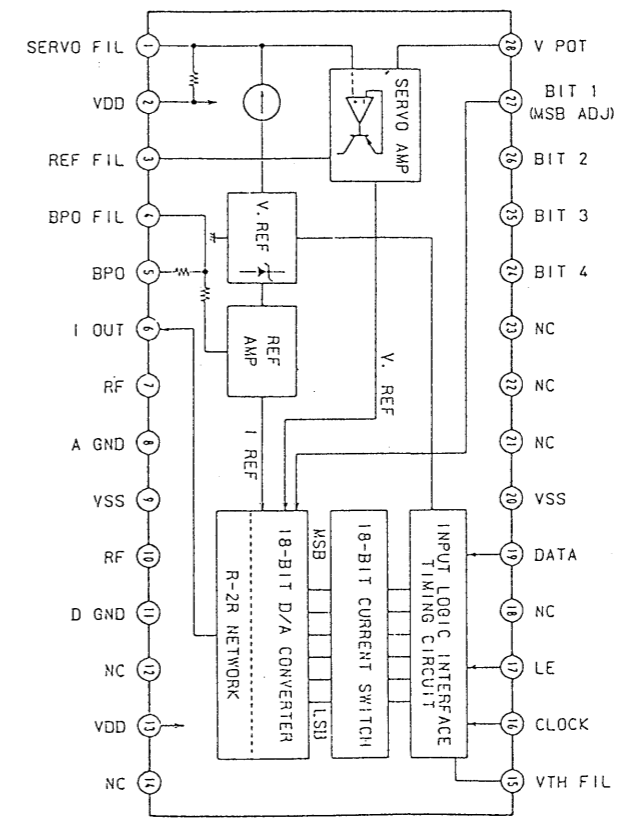 SERVO FIL 1
VDD 2
REF FIL 3
BPO FIL 4
BPO 5
I OUT 6
RF 7
A GND 8
VSS 9
RF 10
D GND 11
NC 12
VDD 13
NC 14
28 V POT
27 BIT 1
(MSB ADJ)
26 BIT 2
25 BIT 3
24 BIT 4
23 NC
22 NC
21 NC
20 VSS
19 DATA
18 NC
17 LE
16 CLOCK
15 VTH FIL
SERVO AMP
V. REF
REF
AMP
V. REF
I REF
MSB
LSB
18-BIT D/A CONVERTER
R-2R NETWORK
18-BIT CURRENT SWITCH
INPUT LOGIC INTERFACE
TIMING CIRCUIT